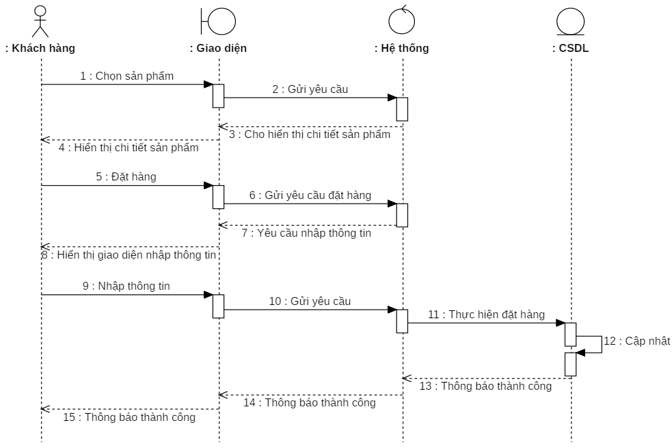 : Khách hàng
: Giao diện
: Hệ thống
: CSDL
1 : Chọn sản phẩm
2 : Gửi yêu cầu
3 : Cho hiển thị chi tiết sản phẩm
4 : Hiển thị chi tiết sản phẩm
5 : Đặt hàng
6 : Gửi yêu cầu đặt hàng
7 : Yêu cầu nhập thông tin
8 : Hiển thị giao diện nhập thông tin
9 : Nhập thông tin
10 : Gửi yêu cầu
11 : Thực hiện đặt hàng
12 : Cập nhật
13 : Thông báo thành công
14 : Thông báo thành công
15 : Thông báo thành công